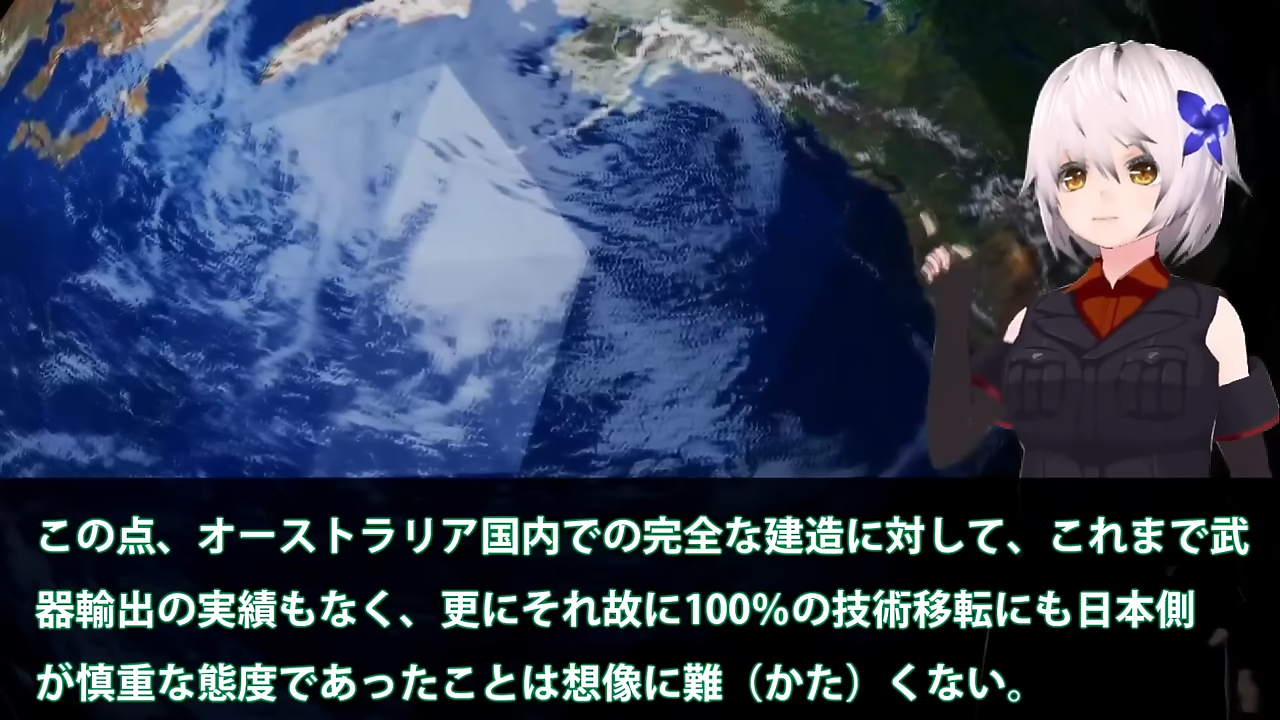 この点、オーストラリア国内での完全な建造に対して、これまで武
器輸出の実績もなく、更にそれ故に100%の技術移転にも日本側
が慎重な態度であったことは想像に難（かた）くない。